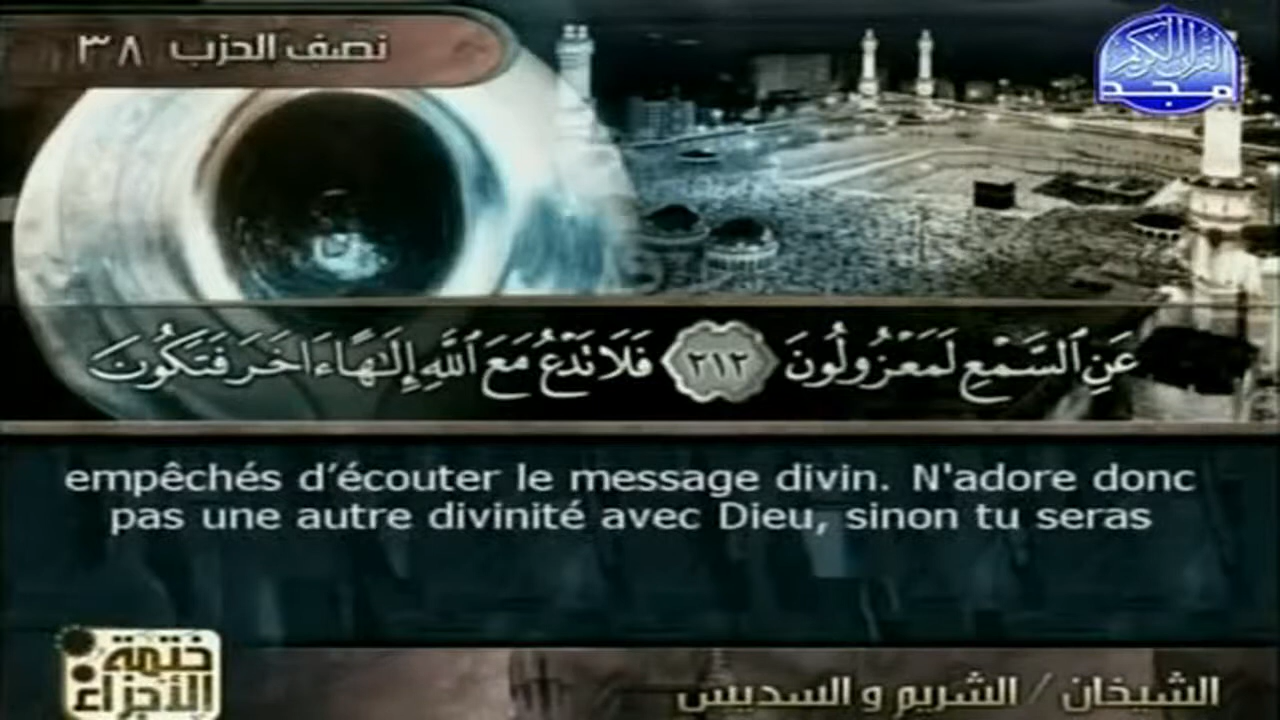 نصف الحزب ٣٨
القرآن الكريم
مجد
عَنِ ٱلسَّمْعِ لَمَعْزُولُونَ ٢١٢ فَلَا تَدْعُ مَعَ ٱللَّهِ إِلَٰهًا ءَاخَرَ فَتَكُونَ
empêchés d’écouter le message divin. N'adore donc
pas une autre divinité avec Dieu, sinon tu seras
ختمة
الأجزاء
الشيخان / الشريم و السديس